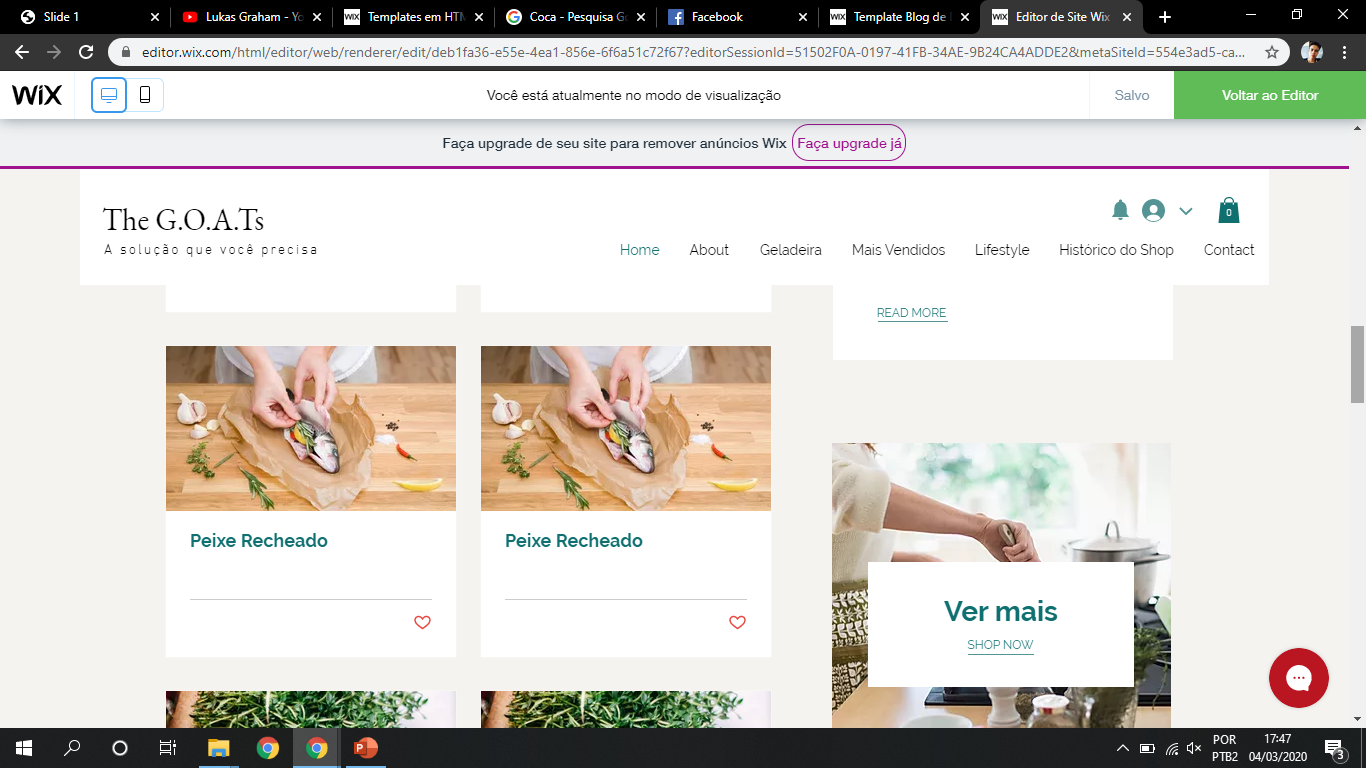 Slide 1
Lukas Graham - Yo
Templates em HTM
Coca - Pesquisa Go
Facebook
Template Blog de
Editor de Site Wix
editor.wix.com/html/editor/web/renderer/edit/deb1fa36-e55e-4ea1-856e-6f6a51c72f67?editorSessionId=51502F0A-0197-41FB-34AE-9B24CA4ADDE2&metaSiteId=554e3ad5-ca...
WiX
Você está atualmente no modo de visualização
Salvo
Voltar ao Editor
Faça upgrade de seu site para remover anúncios Wix
Faça upgrade já
The G.O.A.Ts
A solução que você precisa
0
Home
About
Geladeira
Mais Vendidos
Lifestyle
Histórico do Shop
Contact
READ MORE
Peixe Recheado
Peixe Recheado
Ver mais
SHOP NOW
POR
PTB2
17:47
04/03/2020
3